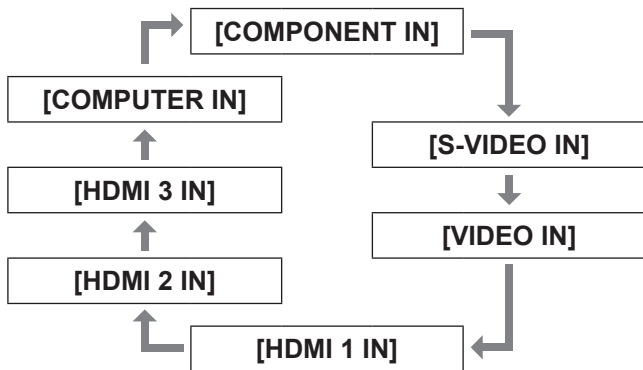 [COMPONENT IN]
[COMPUTER IN]
[S-VIDEO IN]
[HDMI 3 IN]
[VIDEO IN]
[HDMI 2 IN]
[HDMI 1 IN]